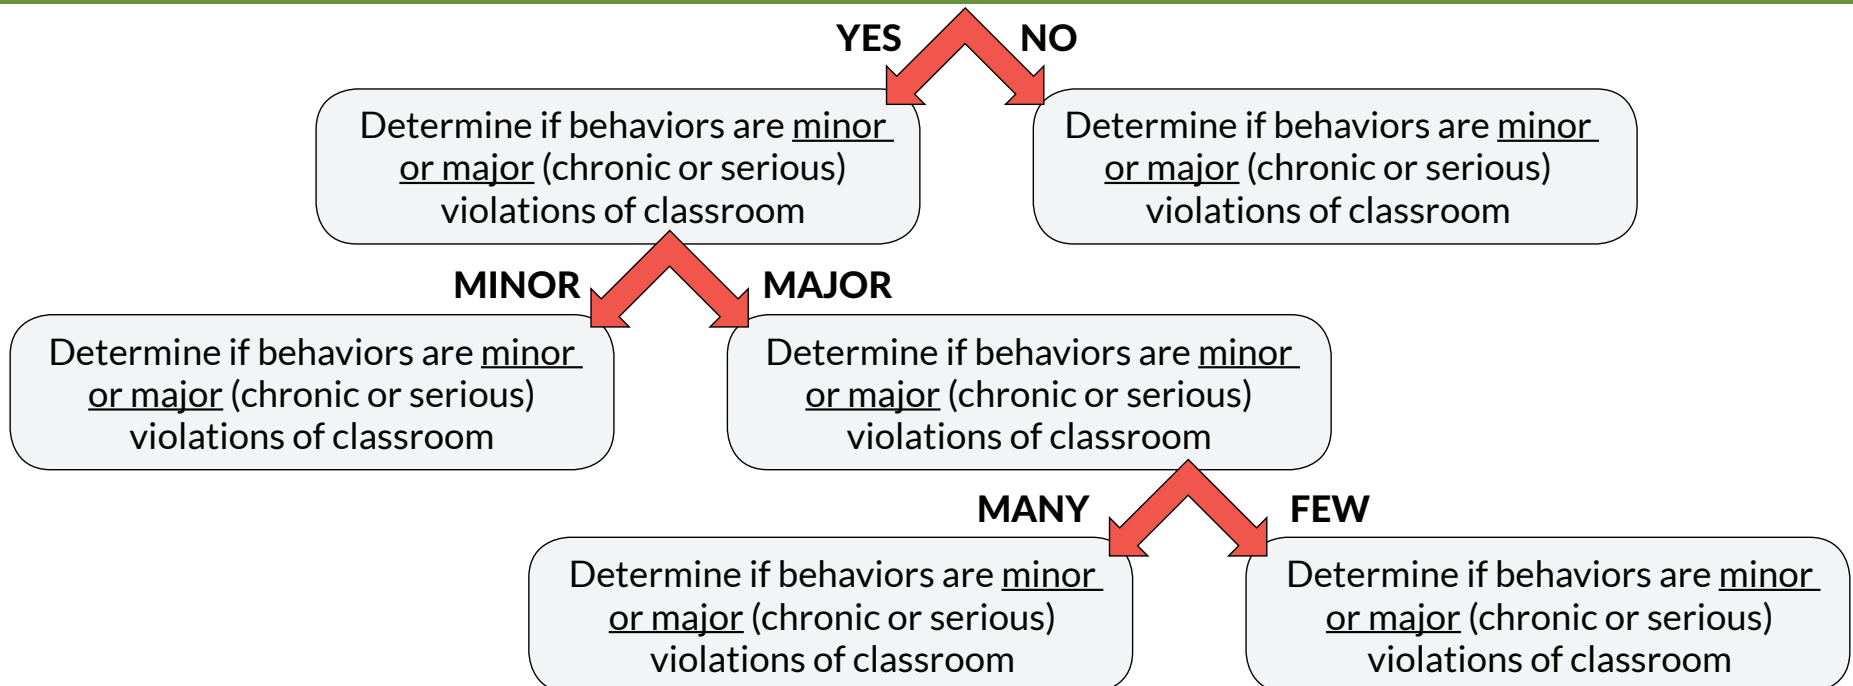 YES
NO
Determine if behaviors are minor
or major (chronic or serious)
violations of classroom
Determine if behaviors are minor
or major (chronic or serious)
violations of classroom
MINOR
MAJOR
Determine if behaviors are minor
or major (chronic or serious)
violations of classroom
Determine if behaviors are minor
or major (chronic or serious)
violations of classroom
MANY
FEW
Determine if behaviors are minor
or major (chronic or serious)
violations of classroom
Determine if behaviors are minor
or major (chronic or serious)
violations of classroom